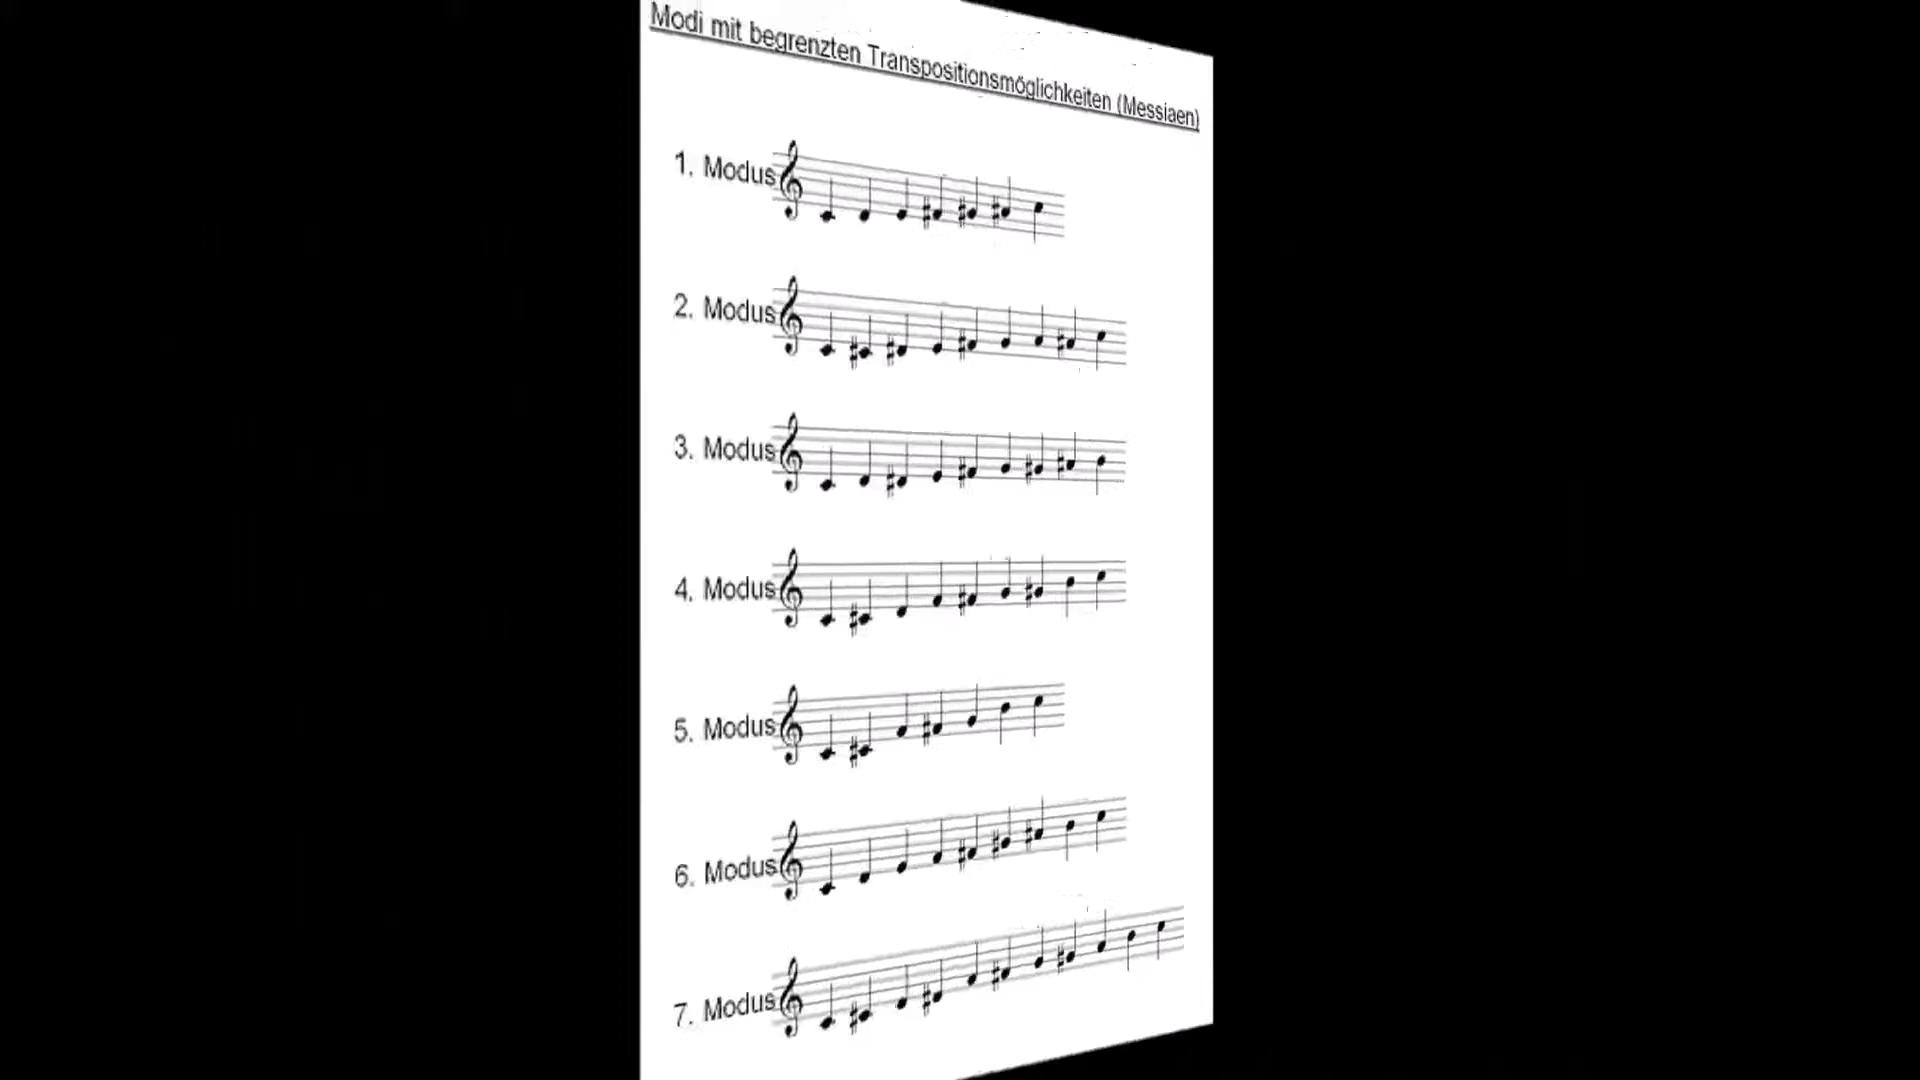 Modi mit begrenzten Transpositionsmöglichkeiten (Messiaen)
1. Modus
2. Modus
3. Modus
4. Modus
5. Modus
6. Modus
7. Modus